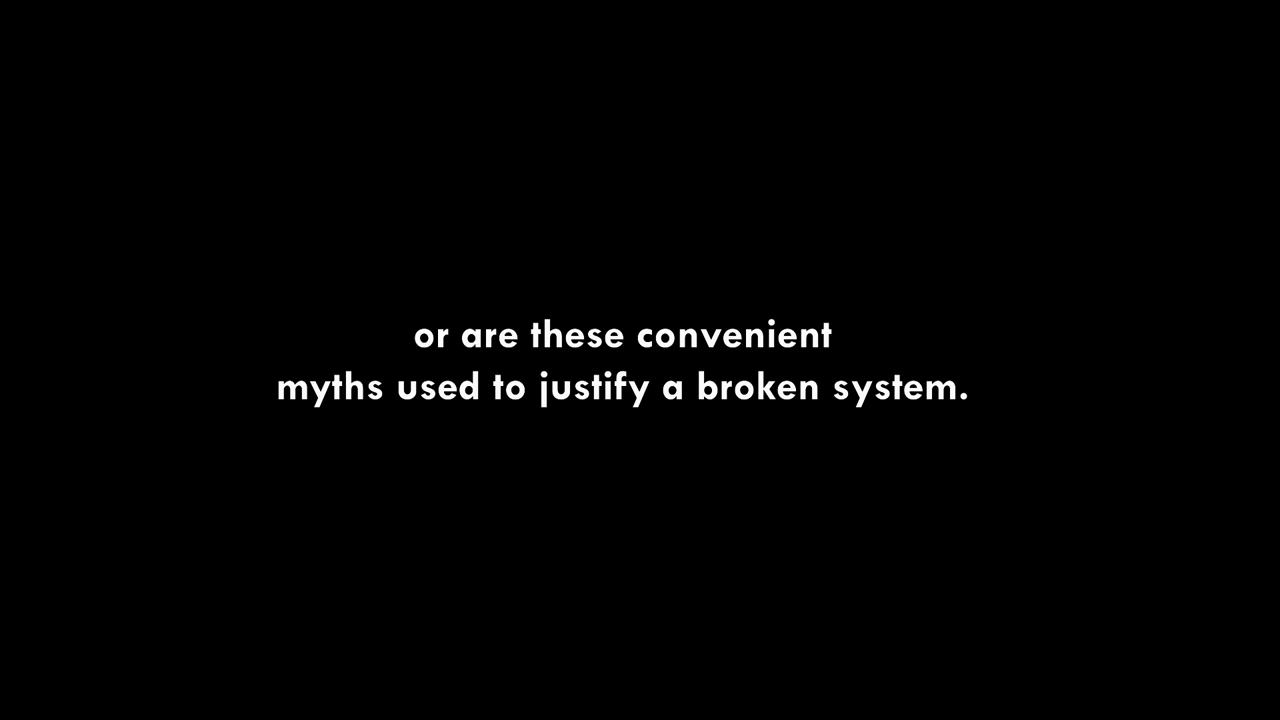 or are these convenient
myths used to justify a broken system.